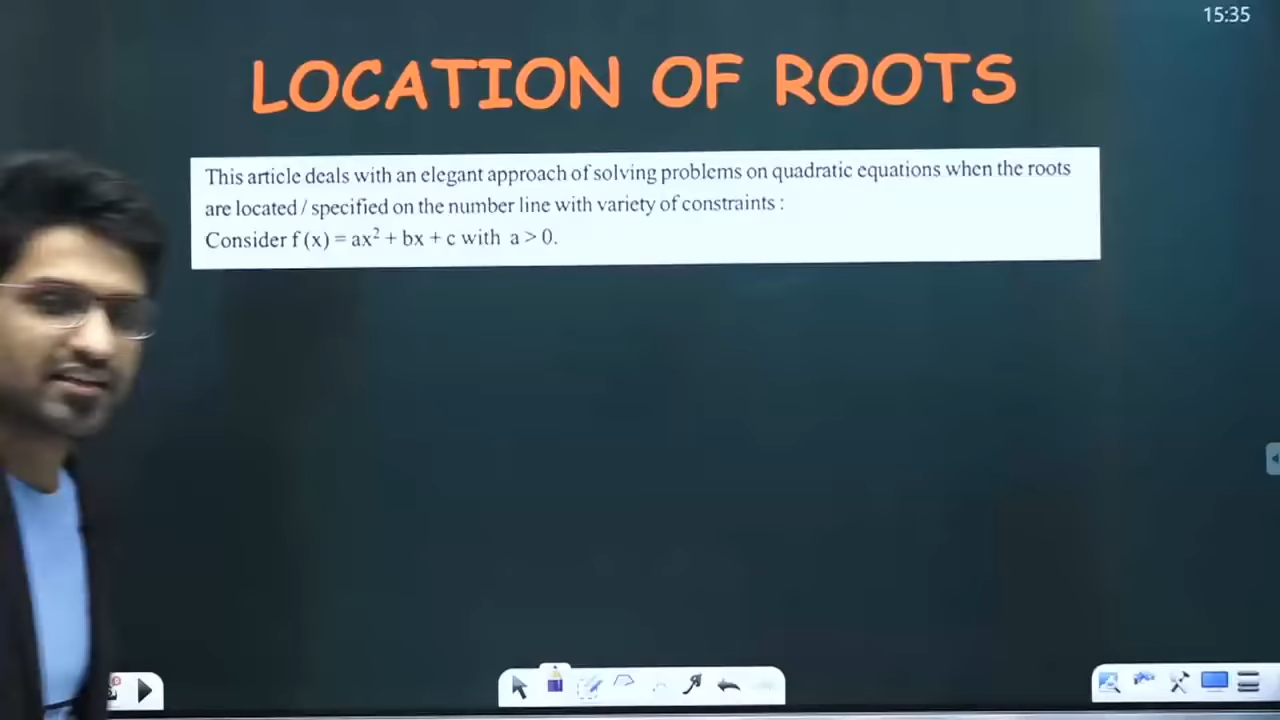 15:35
LOCATION OF ROOTS
This article deals with an elegant approach of solving problems on quadratic equations when the roots
are located / specified on the number line with variety of constraints :
Consider f (x) = ax² + bx + c with a > 0.